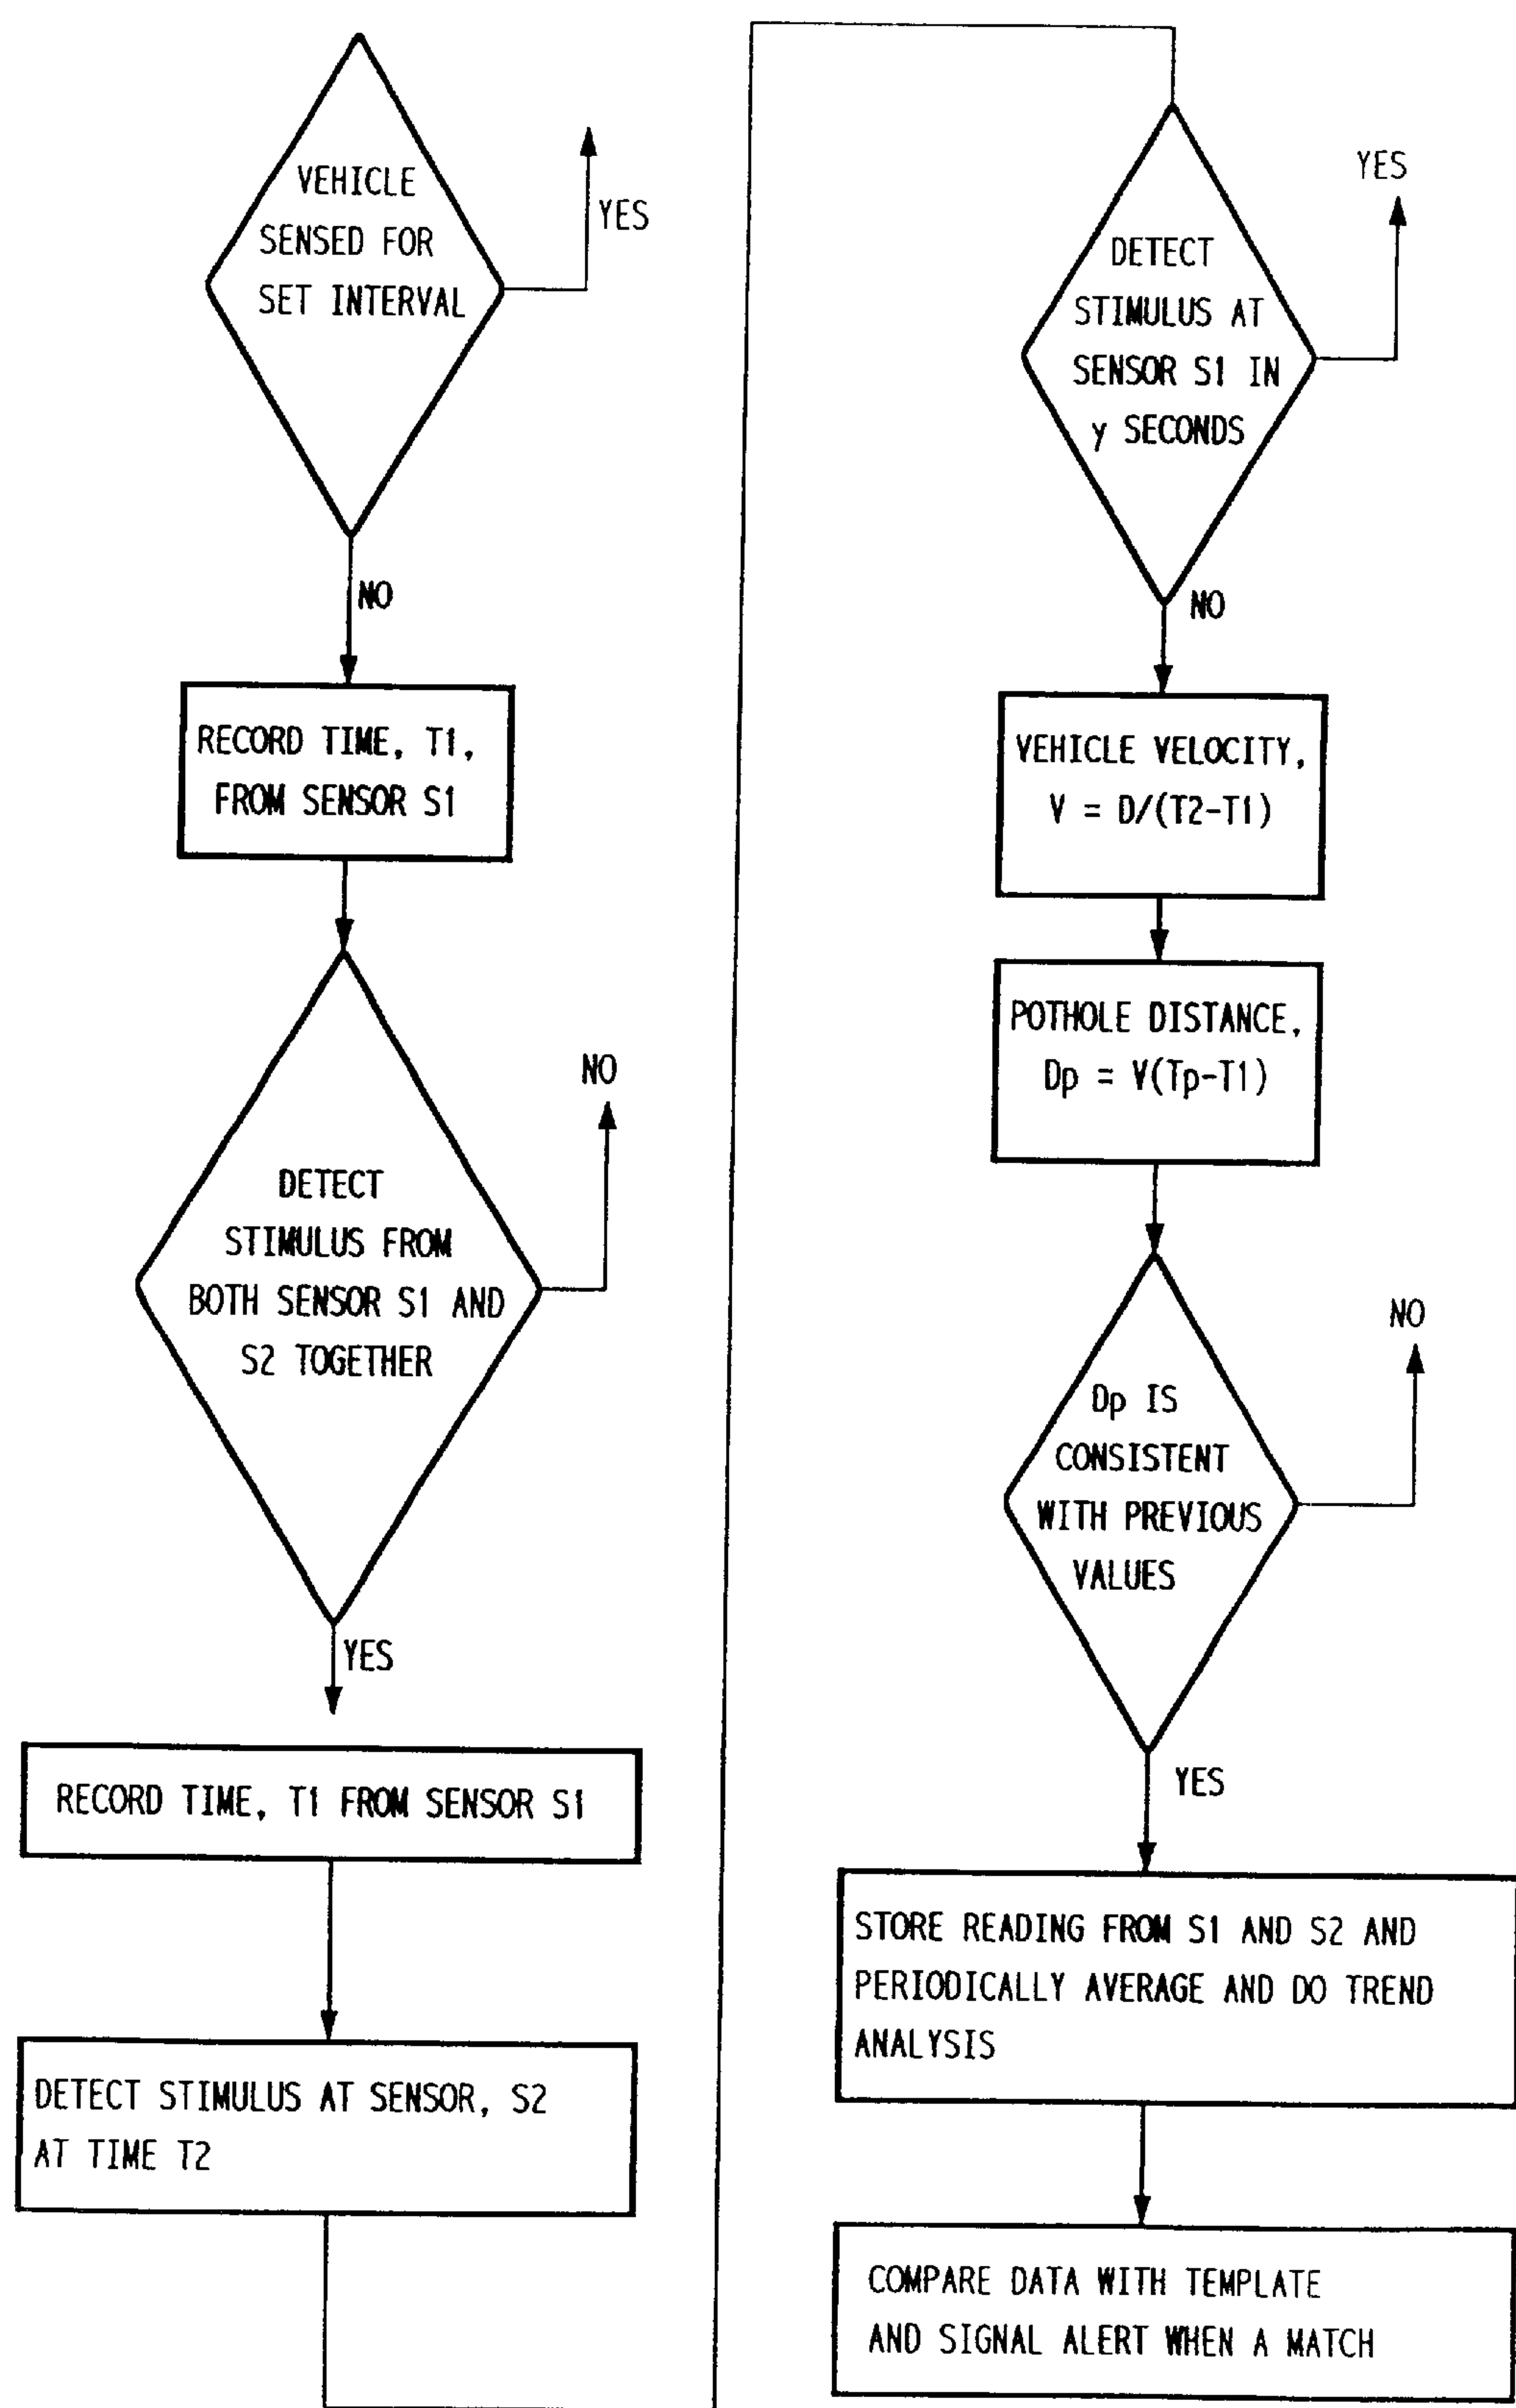 VEHICLE
SENSED FOR
SET INTERVAL
YES
NO
RECORD TIME, T1,
FROM SENSOR S1
DETECT
STIMULUS FROM
BOTH SENSOR S1 AND
S2 TOGETHER
NO
YES
RECORD TIME, T1 FROM SENSOR S1
DETECT STIMULUS AT SENSOR, S2
AT TIME T2
DETECT
STIMULUS AT
SENSOR S1 IN
y SECONDS
YES
NO
VEHICLE VELOCITY,
V = D/(T2-T1)
POTHOLE DISTANCE,
Dp = V(Tp-T1)
Dp IS
CONSISTENT
WITH PREVIOUS
VALUES
NO
YES
STORE READING FROM S1 AND S2 AND
PERIODICALLY AVERAGE AND DO TREND
ANALYSIS
COMPARE DATA WITH TEMPLATE
AND SIGNAL ALERT WHEN A MATCH